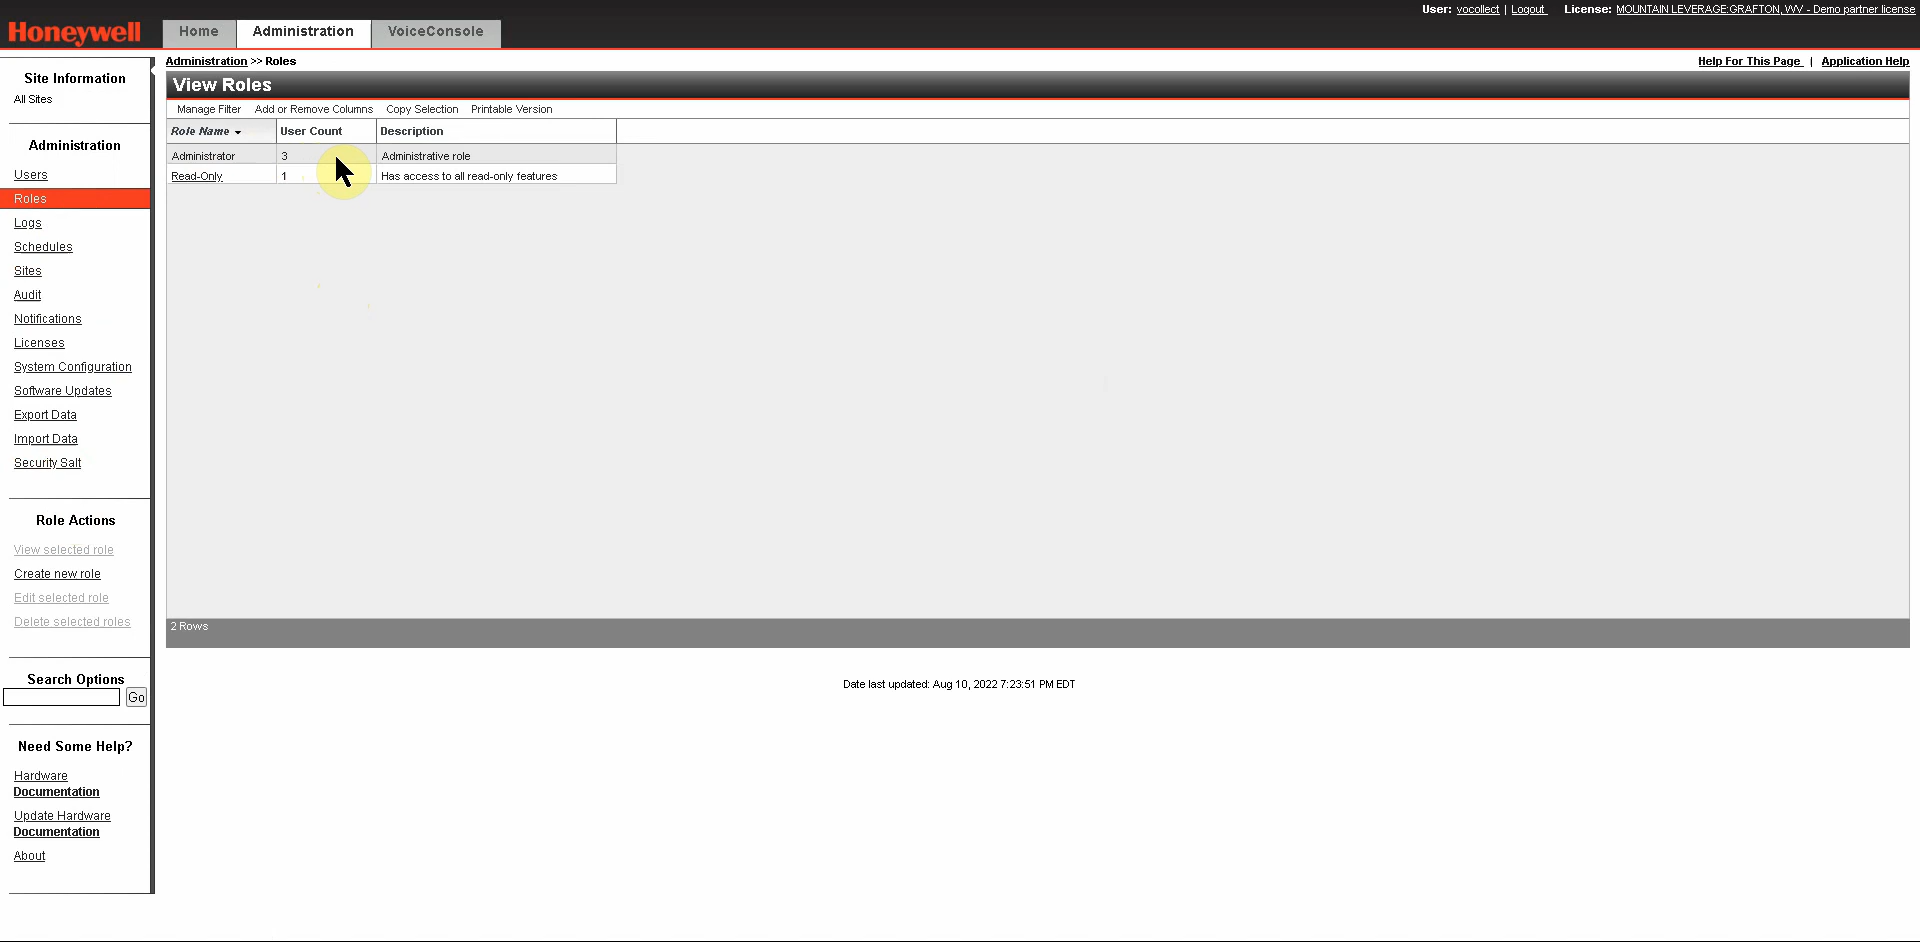 User: vocollect | Logout License: MOUNTAIN LEVERAGE:GRAFTON, WV - Demo partner license
Honeywell
Home Administration VoiceConsole
Administration >> Roles
Help For This Page | Application Help
Site Information
All Sites
Administration
Users
Roles
Logs
Schedules
Sites
Audit
Notifications
Licenses
System Configuration
Software Updates
Export Data
Import Data
Security Salt
Role Actions
View selected role
Create new role
Edit selected role
Delete selected roles
Search Options
Go
Need Some Help?
Hardware
Documentation
Update Hardware
Documentation
About
View Roles
Manage Filter Add or Remove Columns Copy Selection Printable Version
Role Name User Count Description
Administrator 3 Administrative role
Read-Only 1 Has access to all read-only features
2 Rows
Date last updated: Aug 10, 2022 7:23:51 PM EDT